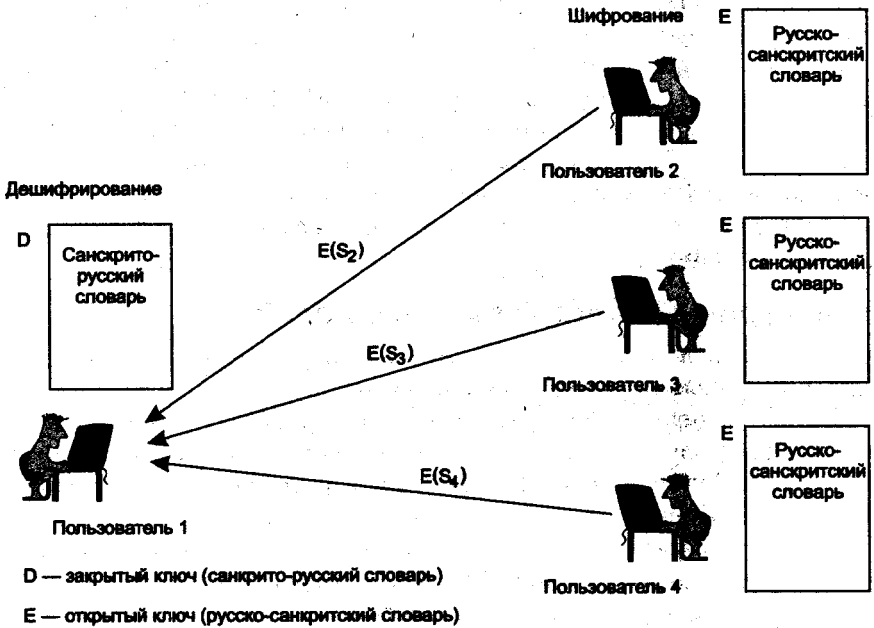 Шифрование
E
Русско-
санскритский
словарь
Пользователь 2
Дешифрирование
D
Санскрито-
русский
словарь
E(S2)
E
Русско-
санскритский
словарь
E(S3)
Пользователь 3
E
Русско-
санскритский
словарь
E(S4)
Пользователь 1
Пользователь 4
D — закрытый ключ (санкрито-русский словарь)
E — открытый ключ (русско-санкритский словарь)